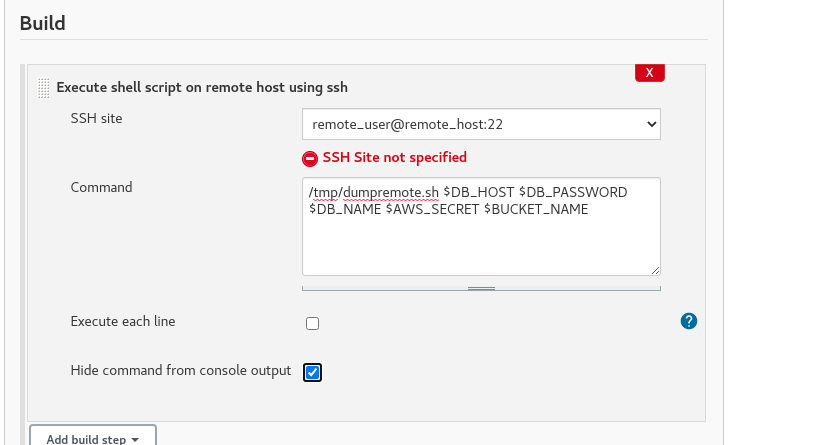 Build
X
Execute shell script on remote host using ssh
SSH site
remote_user@remote_host:22
SSH Site not specified
Command
/tmp/dumpremote.sh $DB_HOST $DB_PASSWORD
$DB_NAME $AWS_SECRET $BUCKET_NAME
Execute each line
?
Hide command from console output
Add build step